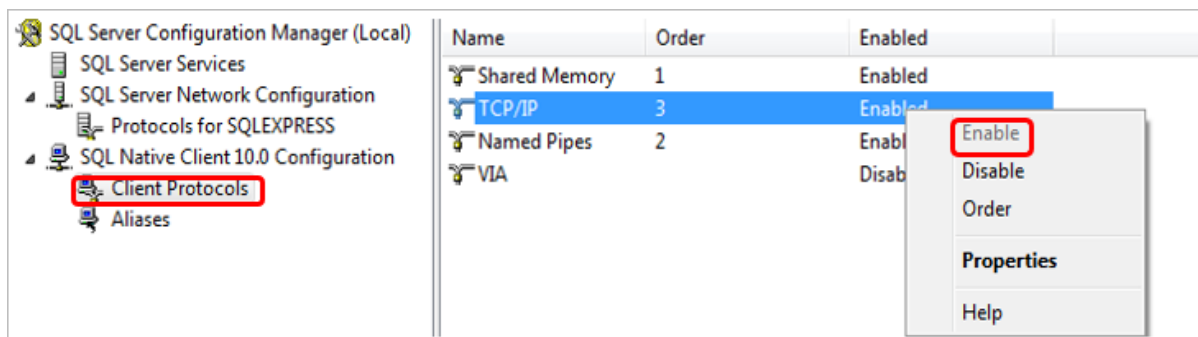 SQL Server Configuration Manager (Local)
SQL Server Services
SQL Server Network Configuration
Protocols for SQLEXPRESS
SQL Native Client 10.0 Configuration
Client Protocols
Aliases
Name Order Enabled
Shared Memory 1 Enabled
TCP/IP 3 Enabled
Named Pipes 2 Enabl
VIA Disab
Enable
Disable
Order
Properties
Help